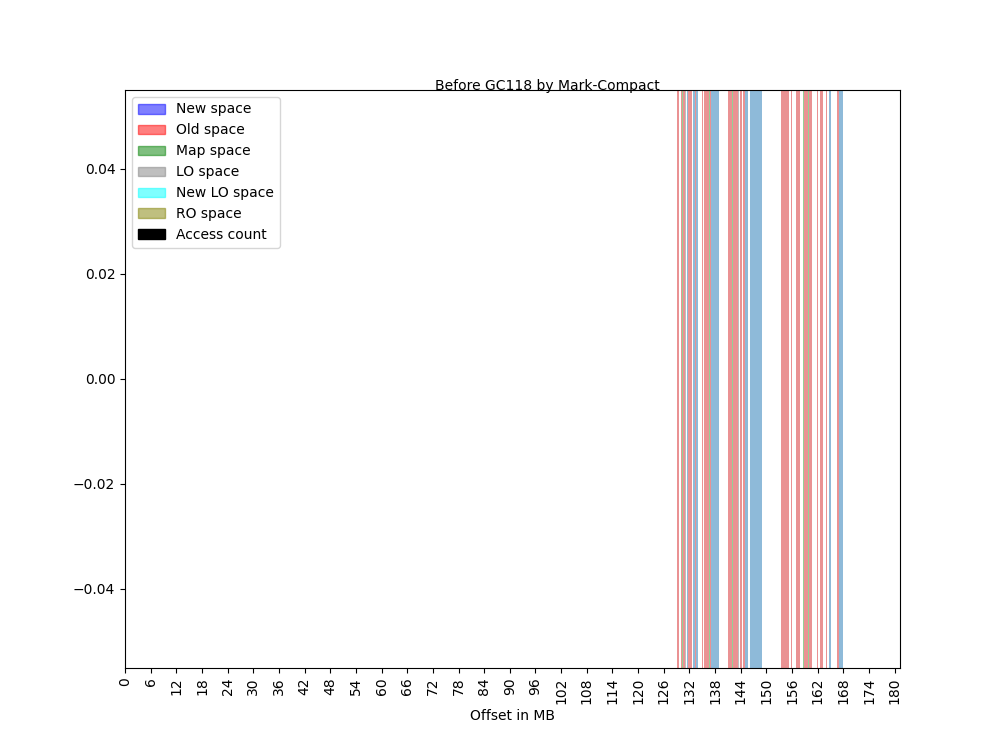 Before GC118 by Mark-Compact
New space
Old space
Map space
LO space
New LO space
RO space
Access count
0.04
0.02
0.00
−0.02
−0.04
0 6 12 18 24 30 36 42 48 54 60 66 72 78 84 90 96 102 108 114 120 126 132 138 144 150 156 162 168 174 180
Offset in MB